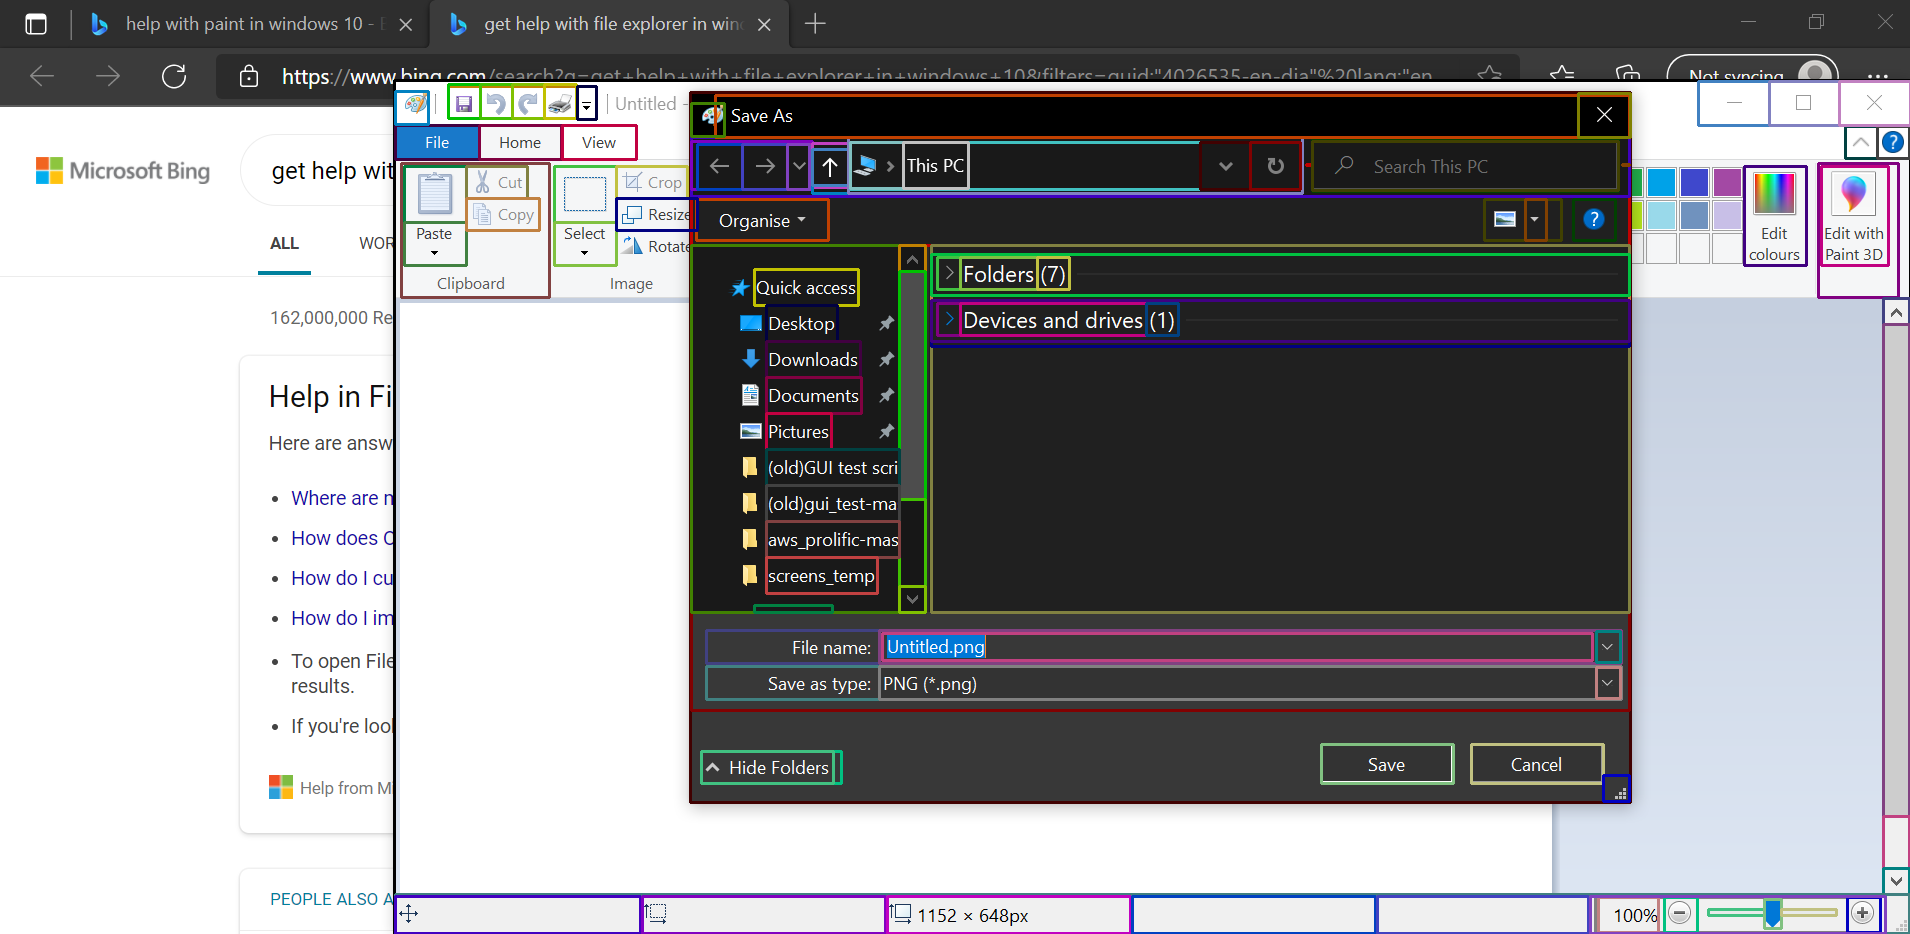 help with paint in windows 10 -
get help with file explorer in win
https://www.bing.com/search?q=get+help+with+file+explorer+in+windows+10&filters=guid:"4026535-en-dia"%20lang:"en
Not syncing
Untitled -
Save As
File
Home
View
This PC
Search This PC
Microsoft Bing
get help wit
Cut
Copy
Paste
Clipboard
Select
Crop
Resize
Rotate
Image
Organise
Edit colours
Edit with Paint 3D
ALL
WOR
162,000,000 Re
Quick access
Desktop
Downloads
Documents
Pictures
(old)GUI test scri
(old)gui_test-ma
aws_prolific-mas
screens_temp
Folders (7)
Devices and drives (1)
Help in Fi
Here are answ
Where are n
How does C
How do I cu
How do I im
To open File
results.
If you're lool
Help from Mi
File name:
Untitled.png
Save as type:
PNG (*.png)
Hide Folders
Save
Cancel
PEOPLE ALSO A
1152 × 648px
100%